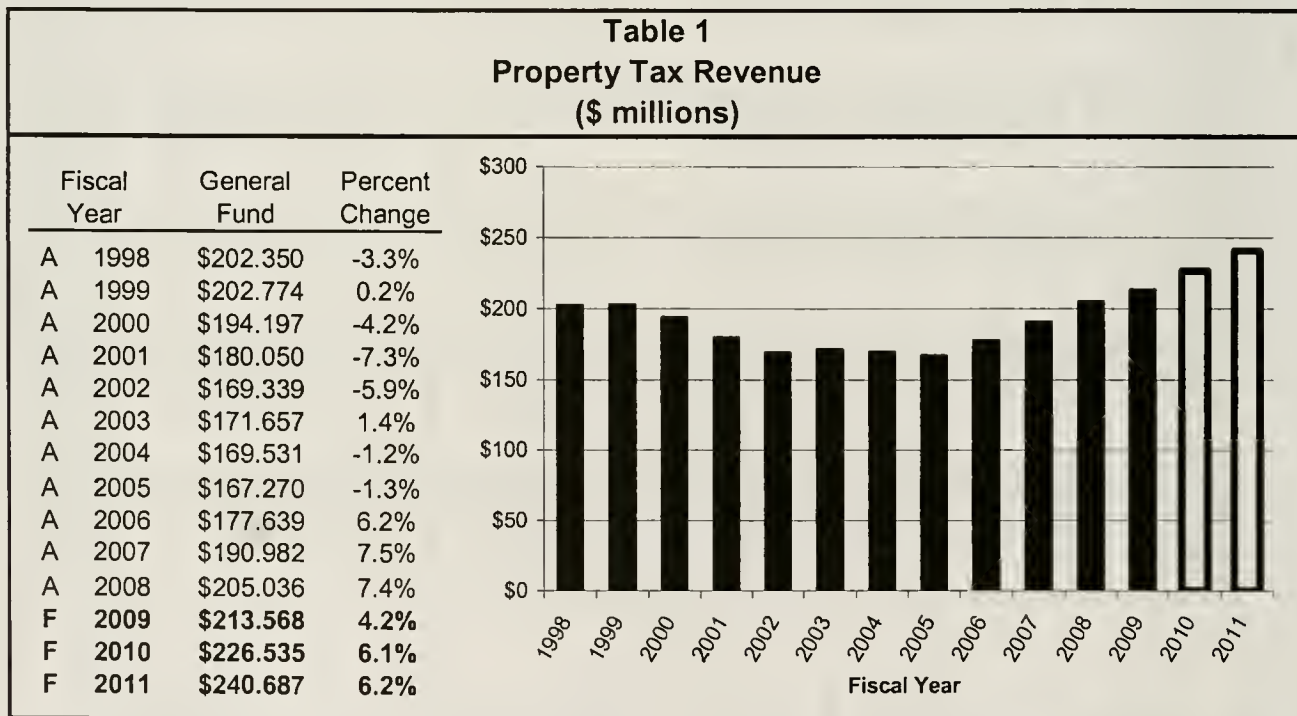 Table 1
Property Tax Revenue
($ millions)
Fiscal Year General Fund Percent Change
A 1998 $202.350 -3.3%
A 1999 $202.774 0.2%
A 2000 $194.197 -4.2%
A 2001 $180.050 -7.3%
A 2002 $169.339 -5.9%
A 2003 $171.657 1.4%
A 2004 $169.531 -1.2%
A 2005 $167.270 -1.3%
A 2006 $177.639 6.2%
A 2007 $190.982 7.5%
A 2008 $205.036 7.4%
F 2009 $213.568 4.2%
F 2010 $226.535 6.1%
F 2011 $240.687 6.2%
$300
$250
$200
$150
$100
$50
$0
1998 1999 2000 2001 2002 2003 2004 2005 2006 2007 2008 2009 2010 2011
Fiscal Year